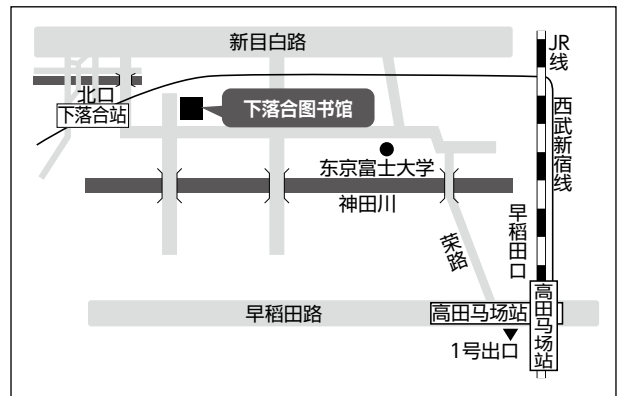 新目白路
JR线
北口
下落合站
下落合图书馆
西武新宿线
东京富士大学
神田川
早稻田口
荣路
早稻田路
高田马场站
高田马场站
1号出口